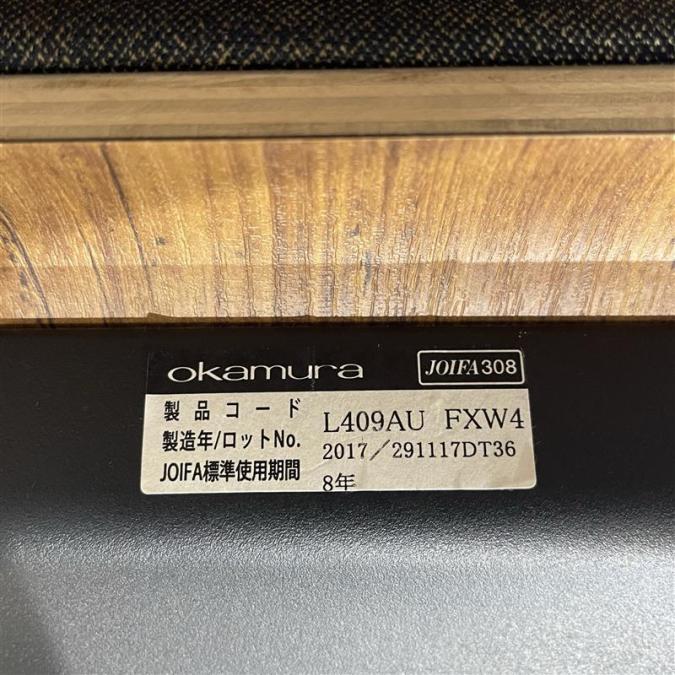 okamura JOIFA308
製品コード L409AU FXW4
製造年/ロットNo. 2017/291117DT36
JOIFA標準使用期間 8年